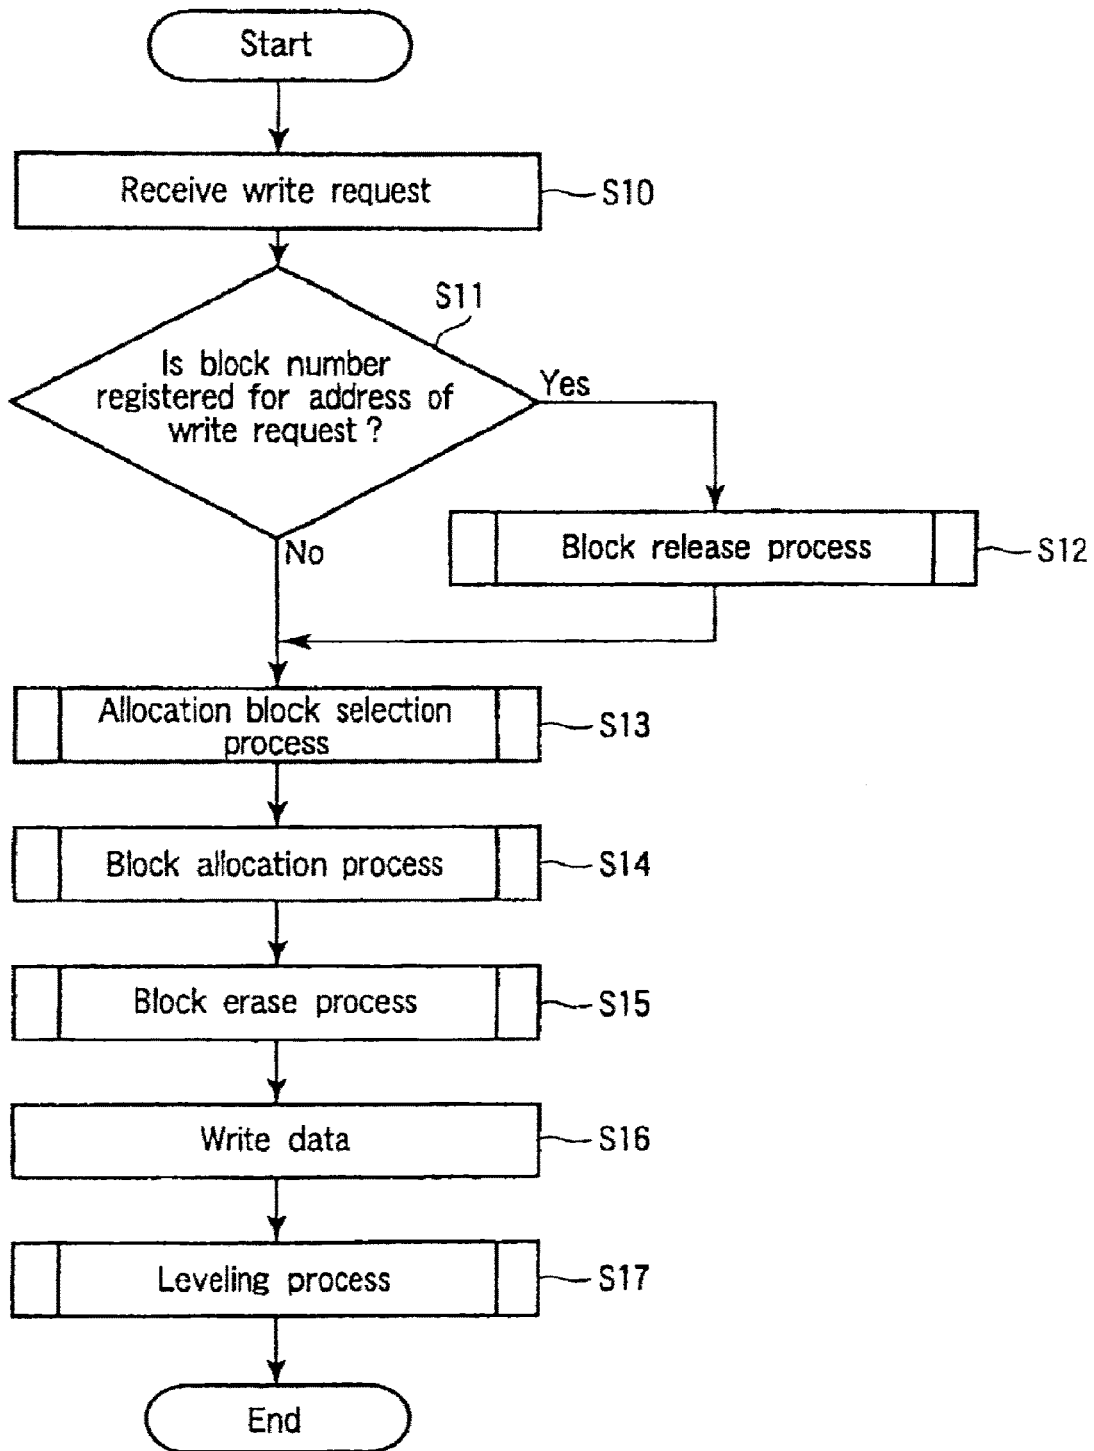 Start
Receive write request
S10
S11
Is block number
registered for address of
write request ?
Yes
No
Block release process
S12
Allocation block selection
process
S13
Block allocation process
S14
Block erase process
S15
Write data
S16
Leveling process
S17
End